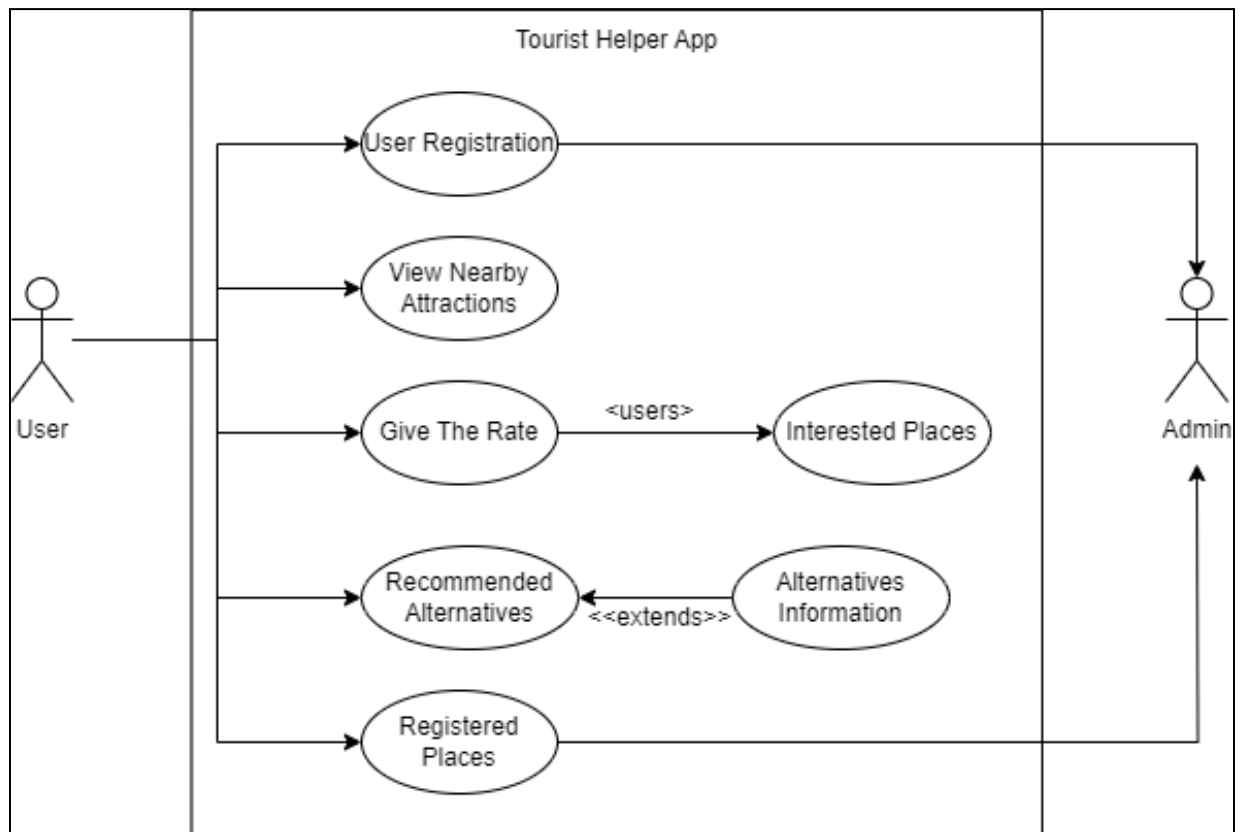 Tourist Helper App
User Registration
View Nearby
Attractions
User
Give The Rate
<users>
Interested Places
Admin
Recommended
Alternatives
<<extends>>
Alternatives
Information
Registered
Places